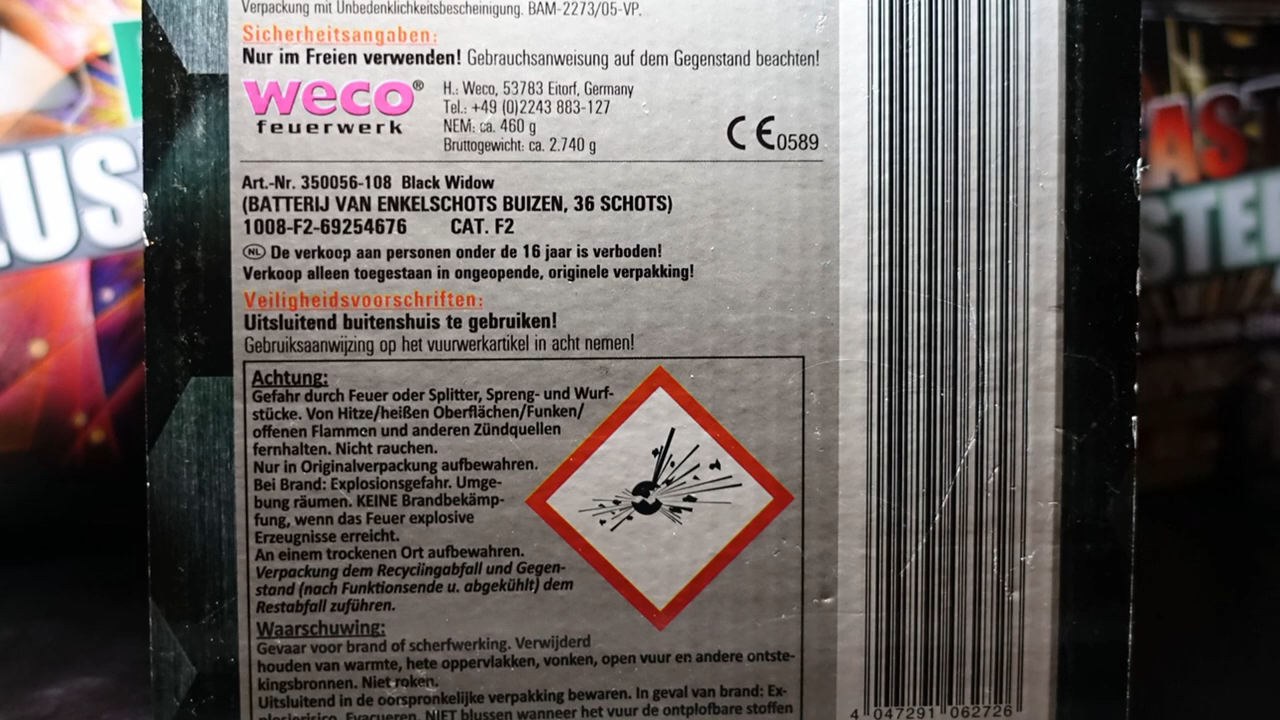 Verpackung mit Unbedenklichkeitsbescheinigung. BAM-2273/05-VP.
Sicherheitsangaben:
Nur im Freien verwenden! Gebrauchsanweisung auf dem Gegenstand beachten!
weco®
feuerwerk
H.: Weco, 53783 Eitorf, Germany
Tel.: +49 (0)2243 883-127
NEM: ca. 460 g
Bruttogewicht: ca. 2.740 g
CE0589
Art.-Nr. 350056-108 Black Widow
(BATTERIJ VAN ENKELSCHOTS BUIZEN, 36 SCHOTS)
1008-F2-69254676 CAT. F2
NL De verkoop aan personen onder de 16 jaar is verboden!
Verkoop alleen toegestaan in ongeopende, originele verpakking!
Veiligheidsvoorschriften:
Uitsluitend buitenshuis te gebruiken!
Gebruiksaanwijzing op het vuurwerkartikel in acht nemen!
Achtung:
Gefahr durch Feuer oder Splitter, Spreng- und Wurf-
stücke. Von Hitze/heißen Oberflächen/Funken/
offenen Flammen und anderen Zündquellen
fernhalten. Nicht rauchen.
Nur in Originalverpackung aufbewahren.
Bei Brand: Explosionsgefahr. Umge-
bung räumen. KEINE Brandbekämp-
fung, wenn das Feuer explosive
Erzeugnisse erreicht.
An einem trockenen Ort aufbewahren.
Verpackung dem Recyclingabfall und Gegen-
stand (nach Funktionsende u. abgekühlt) dem
Restabfall zuführen.
Waarschuwing:
Gevaar voor brand of scherfwerking. Verwijderd
houden van warmte, hete oppervlakken, vonken, open vuur en andere ontste-
kingsbronnen. Niet roken.
Uitsluitend in de oorspronkelijke verpakking bewaren. In geval van brand: Ex-
plosierisico. Evacueren. NIET blussen wanneer het vuur de ontplofbare stoffen
4 047291 062726